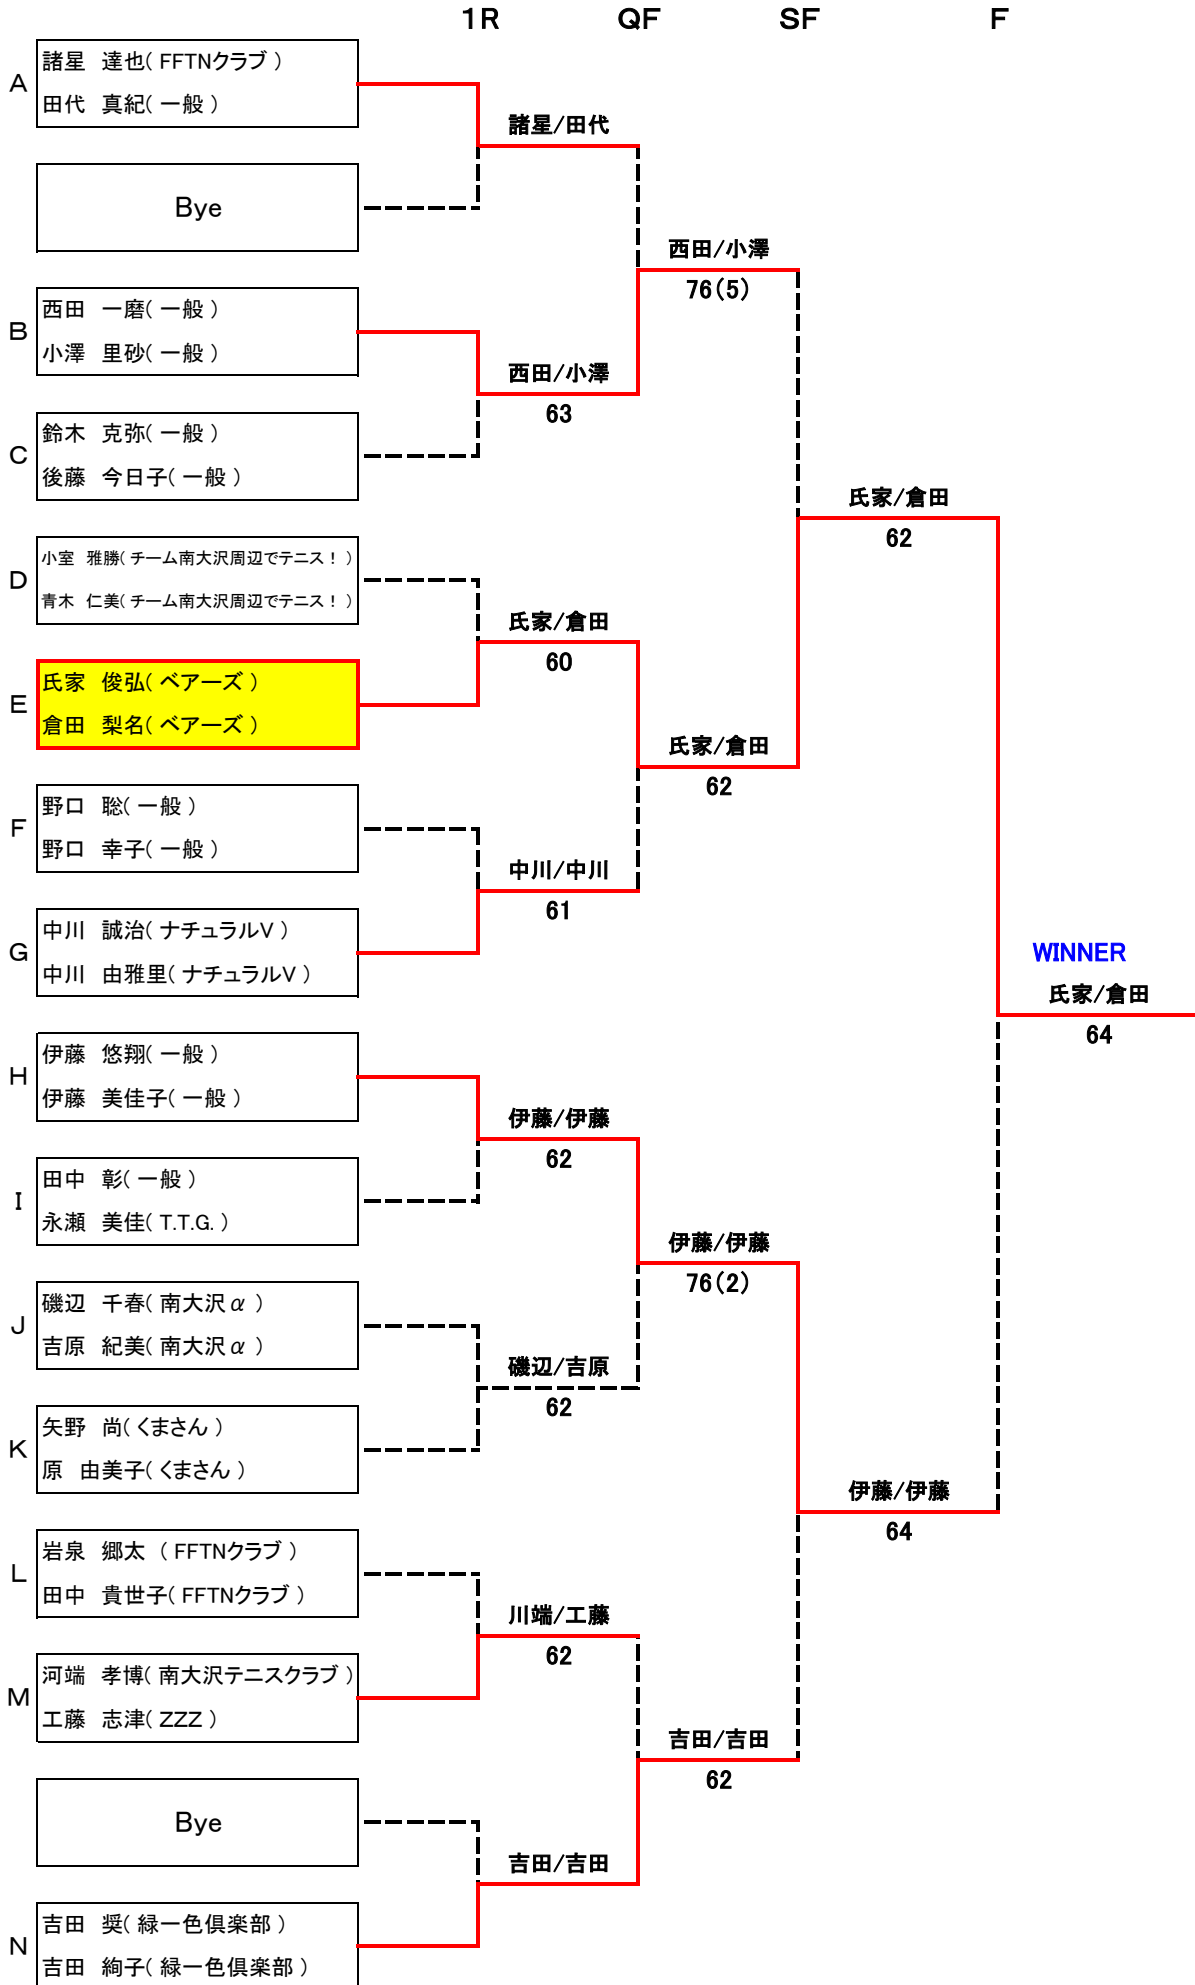 1R QF SF F
A
諸星 達也( FFTNクラブ )
田代 真紀( 一般 )
諸星/田代
Bye
西田/小澤
76(5)
B
西田 一磨( 一般 )
小澤 里砂( 一般 )
西田/小澤
63
C
鈴木 克弥( 一般 )
後藤 今日子( 一般 )
氏家/倉田
62
D
小室 雅勝( チーム南大沢周辺でテニス! )
青木 仁美( チーム南大沢周辺でテニス! )
氏家/倉田
60
E
氏家 俊弘( ベアーズ )
倉田 梨名( ベアーズ )
氏家/倉田
62
F
野口 聡( 一般 )
野口 幸子( 一般 )
中川/中川
61
G
中川 誠治( ナチュラルV )
中川 由雅里( ナチュラルV )
WINNER
氏家/倉田
64
H
伊藤 悠翔( 一般 )
伊藤 美佳子( 一般 )
伊藤/伊藤
62
I
田中 彰( 一般 )
永瀬 美佳( T.T.G. )
伊藤/伊藤
76(2)
J
磯辺 千春( 南大沢α )
吉原 紀美( 南大沢α )
磯辺/吉原
62
K
矢野 尚( くまさん )
原 由美子( くまさん )
伊藤/伊藤
64
L
岩泉 郷太 ( FFTNクラブ )
田中 貴世子( FFTNクラブ )
川端/工藤
62
M
河端 孝博( 南大沢テニスクラブ )
工藤 志津( ZZZ )
吉田/吉田
62
Bye
吉田/吉田
N
吉田 奨( 緑一色倶楽部 )
吉田 絢子( 緑一色倶楽部 )